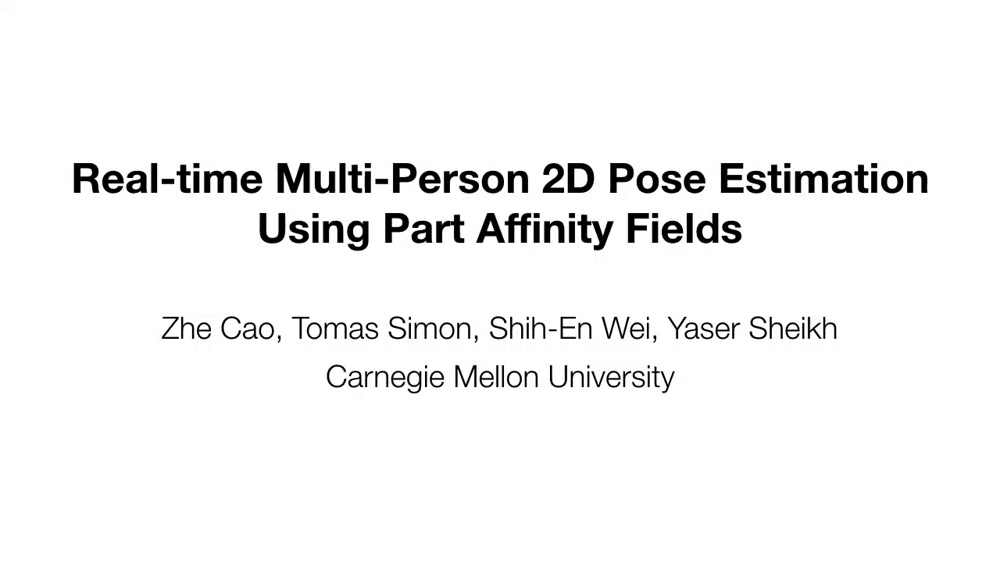 Real-time Multi-Person 2D Pose Estimation
Using Part Affinity Fields
Zhe Cao, Tomas Simon, Shih-En Wei, Yaser Sheikh
Carnegie Mellon University